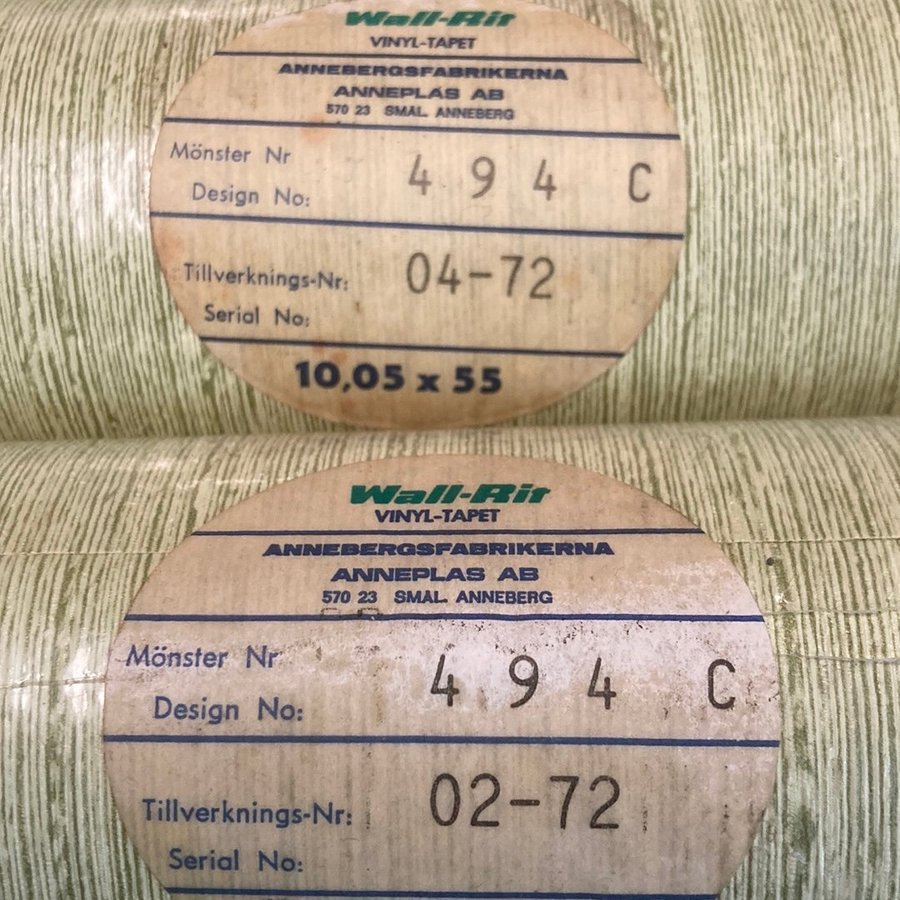 Wall-Rit
VINYL-TAPET
ANNEBERGSFABRIKERNA
ANNEPLAS AB
570 23 SMÅL. ANNEBERG
Mönster Nr
Design No: 494 C
Tillverknings-Nr: 04-72
Serial No:
10,05 x 55
Wall-Rit
VINYL-TAPET
ANNEBERGSFABRIKERNA
ANNEPLAS AB
570 23 SMÅL. ANNEBERG
Mönster Nr
Design No: 494 C
Tillverknings-Nr: 02-72
Serial No: